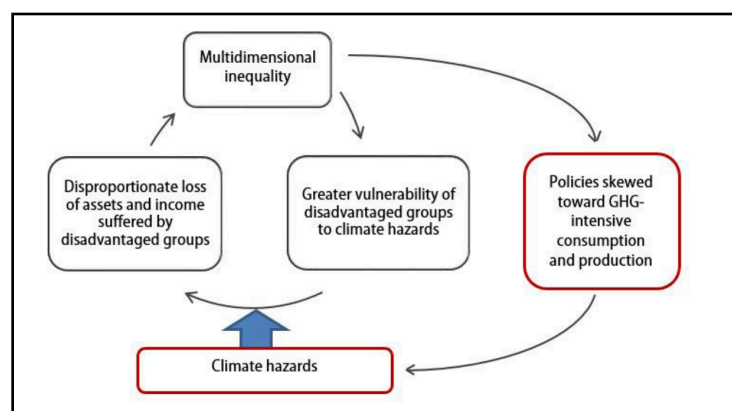 Multidimensional
inequality
Disproportionate loss
of assets and income
suffered by
disadvantaged groups
Greater vulnerability of
disadvantaged groups
to climate hazards
Policies skewed
toward GHG-
intensive
consumption
and production
Climate hazards